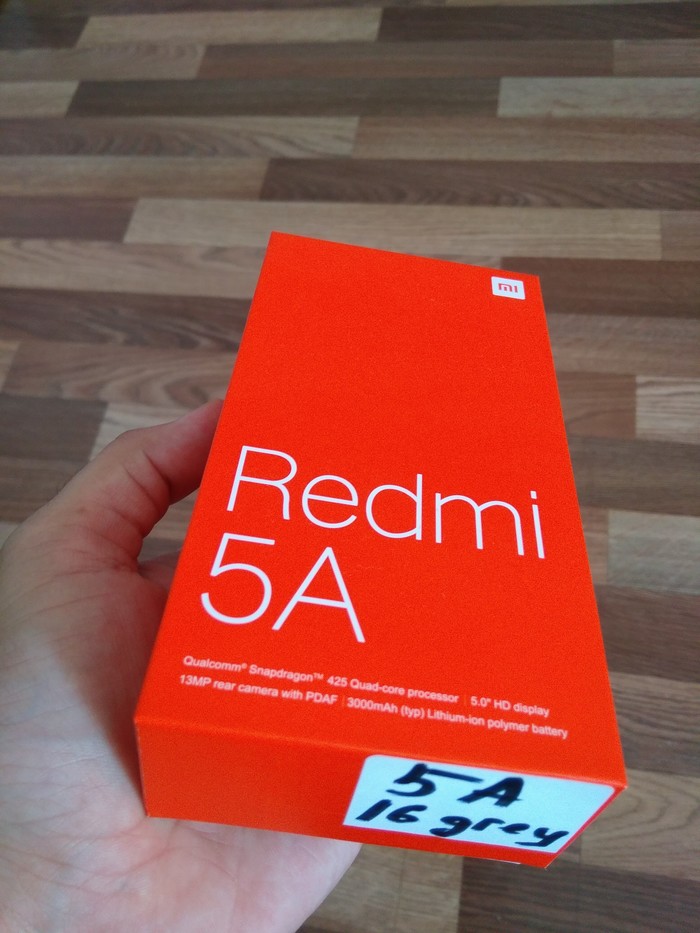 mi
Redmi
5A
Qualcomm® Snapdragon™ 425 Quad-core processor | 5.0" HD display
13MP rear camera with PDAF | 3000mAh (typ) Lithium-ion polymer battery
5A
16 grey